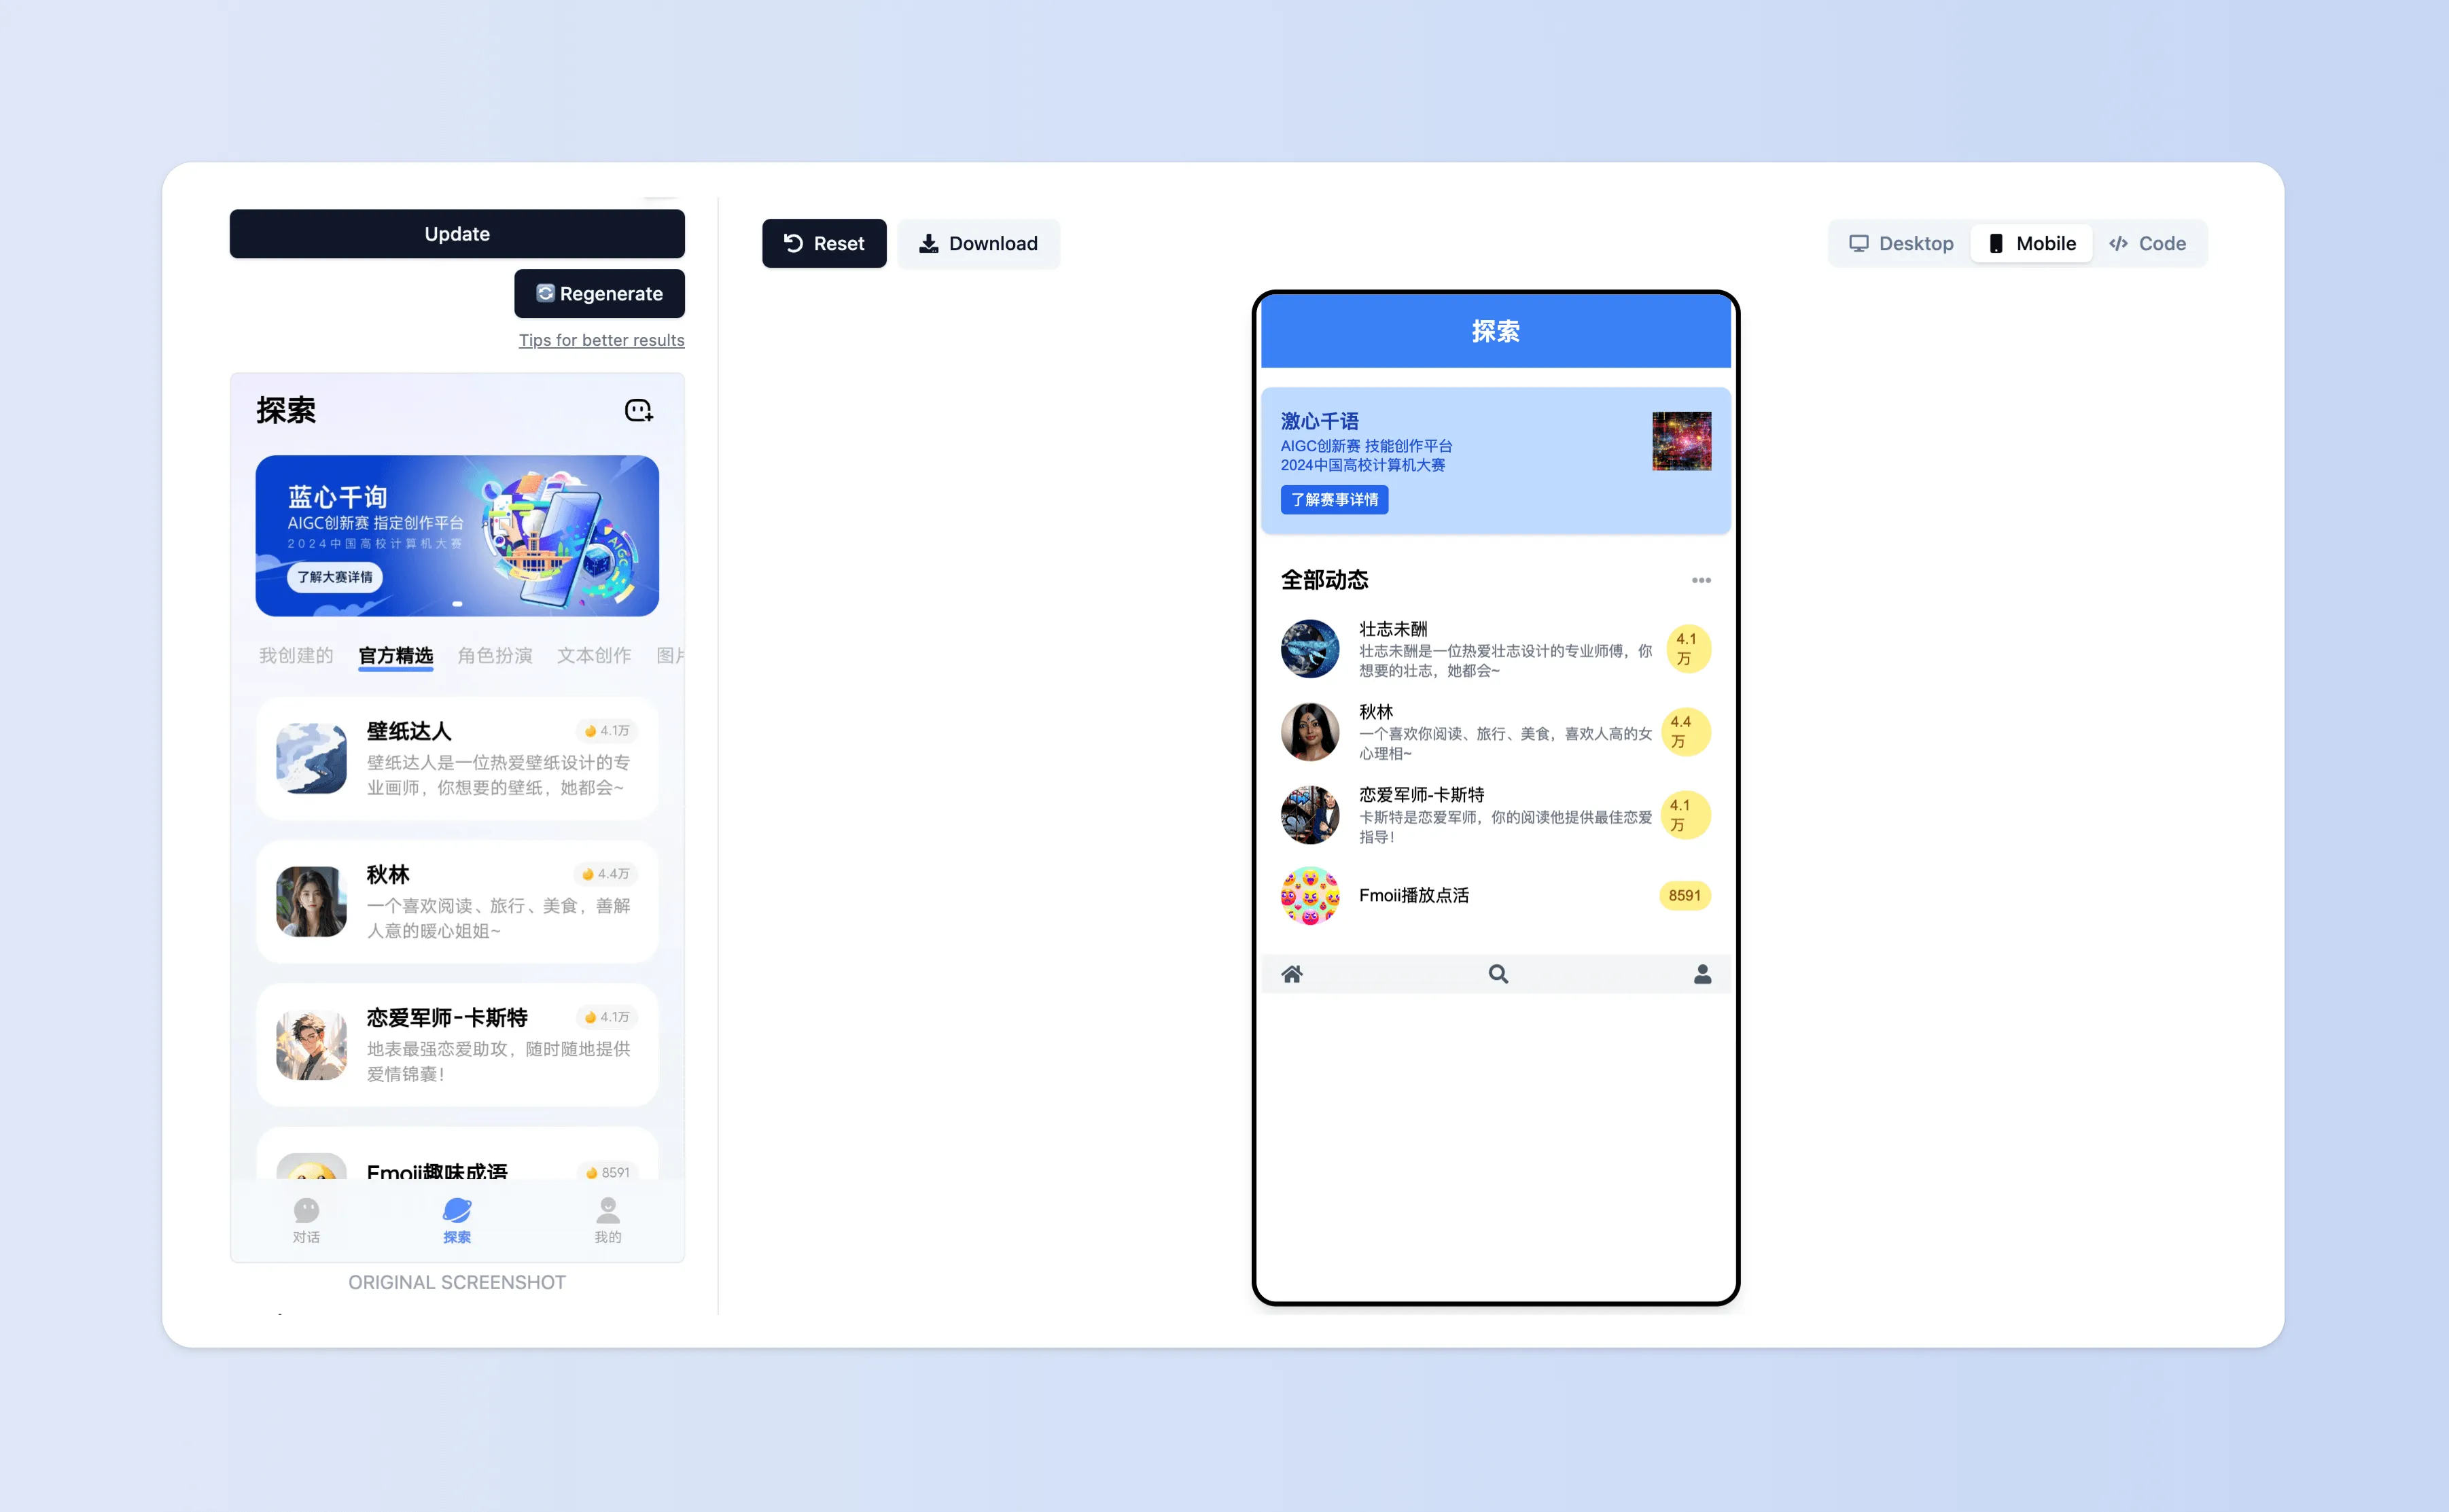 Update
Regenerate
Tips for better results
探索
蓝心千询
AIGC创新赛 指定创作平台
2024中国高校计算机大赛
了解大赛详情
AIGC
我创建的 官方精选 角色扮演 文本创作 图片
壁纸达人 4.1万
壁纸达人是一位热爱壁纸设计的专
业画师，你想要的壁纸，她都会~
秋林 4.4万
一个喜欢阅读、旅行、美食，善解
人意的暖心姐姐~
恋爱军师-卡斯特 4.1万
地表最强恋爱助攻，随时随地提供
爱情锦囊！
Emoji趣味成语 8591
对话 探索 我的
ORIGINAL SCREENSHOT
Reset Download
Desktop Mobile Code
探索
激心千语
AIGC创新赛 技能创作平台
2024中国高校计算机大赛
了解赛事详情
全部动态
壮志未酬
壮志未酬是一位热爱壮志设计的专业师傅，你
想要的壮志，她都会~
4.1
万
秋林
一个喜欢你阅读、旅行、美食，喜欢人高的女
心理相~
4.4
万
恋爱军师-卡斯特
卡斯特是恋爱军师，你的阅读他提供最佳恋爱
指导！
4.1
万
Fmoii播放点活
8591